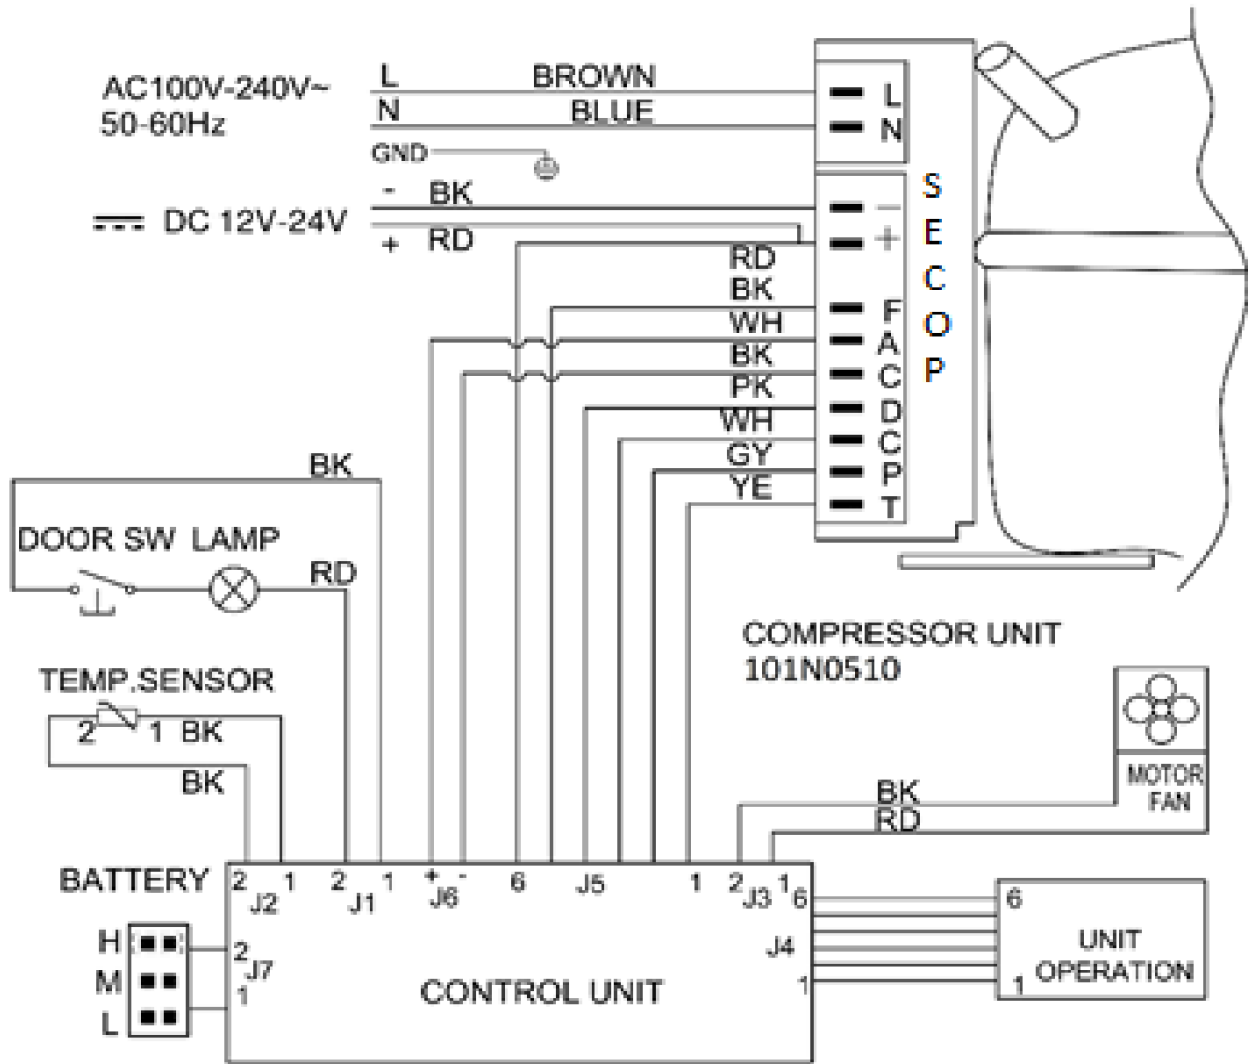 AC100V-240V~
50-60Hz
L BROWN
N BLUE
GND
- BK
DC 12V-24V
+ RD
L
N
−
+
F
A
C
D
C
P
T
S
E
C
O
P
RD
BK
WH
BK
PK
WH
GY
YE
BK
DOOR SW LAMP
RD
TEMP.SENSOR
2 1 BK
BK
COMPRESSOR UNIT
101N0510
MOTOR
FAN
BK
RD
BATTERY
H
M
L
2 J2 1
2 J1 1
+ J6 -
6 J5 1
2 J3 1
6
J4
1
2
J7
1
CONTROL UNIT
6
UNIT
OPERATION
1